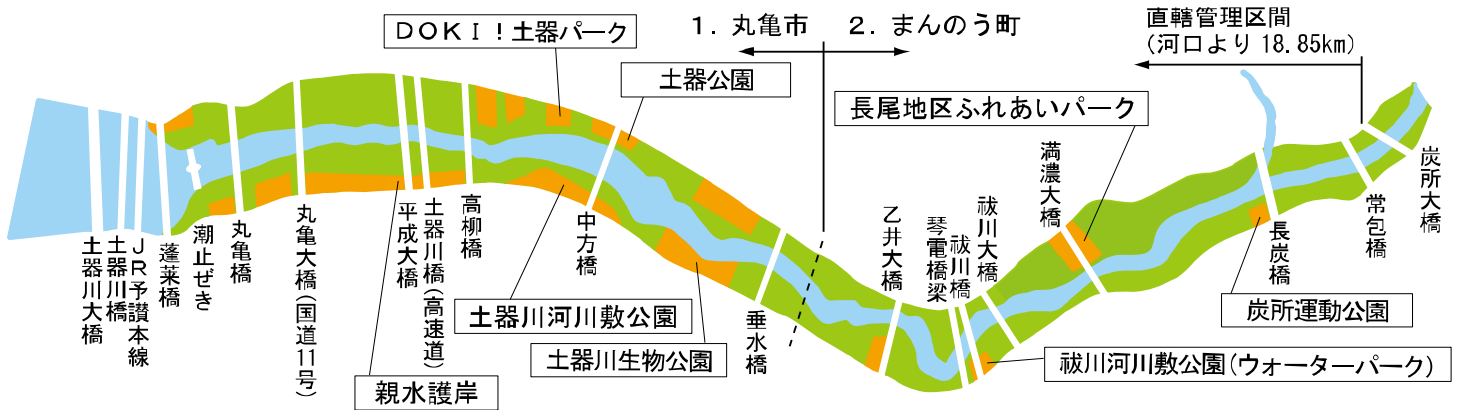 DOKI!土器パーク
1. 丸亀市
2. まんのう町
直轄管理区間
(河口より 18.85km)
土器公園
長尾地区ふれあいパーク
土器川大橋
土器川橋
JR予讃本線
蓬莱橋
潮止ぜき
丸亀橋
丸亀大橋(国道11号)
平成大橋
土器川橋(高速道)
高柳橋
中方橋
垂水橋
乙井大橋
琴電橋梁
祓川橋
祓川大橋
満濃大橋
長炭橋
常包橋
炭所大橋
土器川河川敷公園
土器川生物公園
親水護岸
炭所運動公園
祓川河川敷公園(ウォーターパーク)